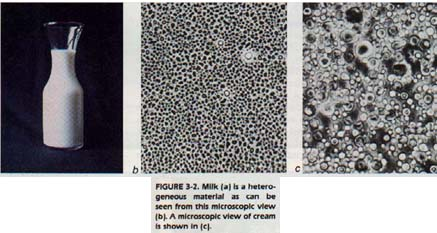 b
c
FIGURE 3-2. Milk (a) is a hetero-
geneous material as can be
seen from this microscopic view
(b). A microscopic view of cream
is shown in (c).